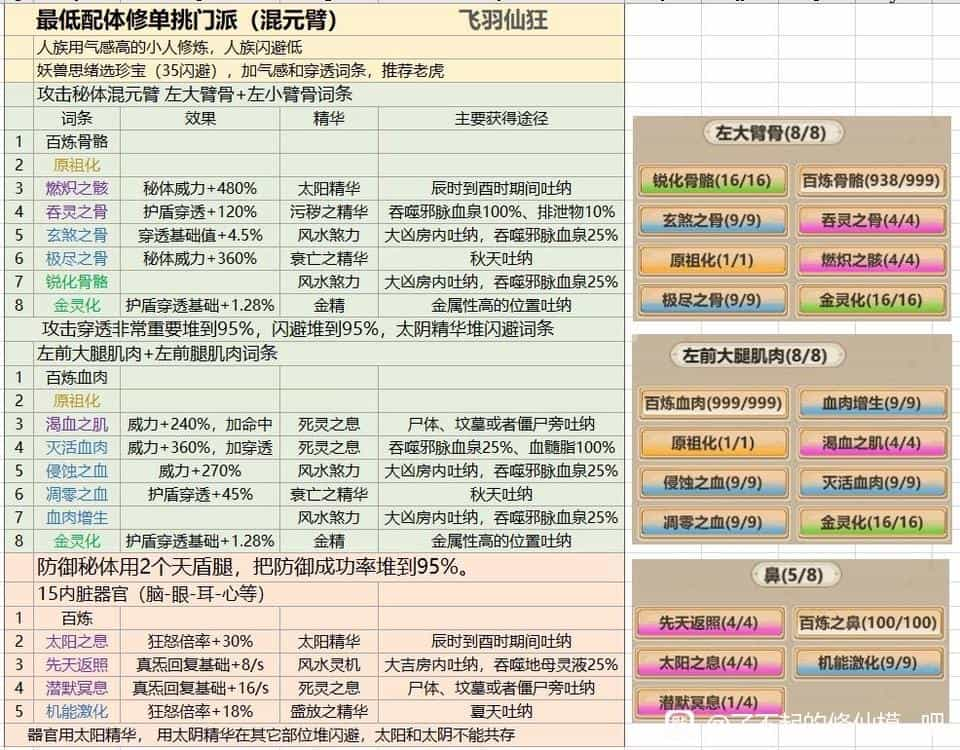 最低配体修单挑门派（混元臂） 飞羽仙狂
人族用气感高的小人修炼，人族闪避低
妖兽思绪选珍宝（35闪避），加气感和穿透词条，推荐老虎
攻击秘体混元臂 左大臂骨+左小臂骨词条
词条 效果 精华 主要获得途径
1 百炼骨骼
2 原祖化
3 燃炽之骸 秘体威力+480% 太阳精华 辰时到酉时期间吐纳
4 吞灵之骨 护盾穿透+120% 污秽之精华 吞噬邪脉血泉100%、排泄物10%
5 玄煞之骨 穿透基础值+4.5% 风水煞力 大凶房内吐纳，吞噬邪脉血泉25%
6 极尽之骨 秘体威力+360% 衰亡之精华 秋天吐纳
7 锐化骨骼 风水煞力 大凶房内吐纳，吞噬邪脉血泉25%
8 金灵化 护盾穿透基础+1.28% 金精 金属性高的位置吐纳
攻击穿透非常重要堆到95%，闪避堆到95%，太阴精华堆闪避词条
左前大腿肌肉+左前腿肌肉词条
1 百炼血肉
2 原祖化
3 渴血之肌 威力+240%，加命中 死灵之息 尸体、坟墓或者僵尸旁吐纳
4 灭活血肉 威力+360%，加穿透 死灵之息 吞噬邪脉血泉25%、血髓脂100%
5 侵蚀之血 威力+270% 风水煞力 大凶房内吐纳，吞噬邪脉血泉25%
6 凋零之血 护盾穿透+45% 衰亡之精华 秋天吐纳
7 血肉增生 风水煞力 大凶房内吐纳，吞噬邪脉血泉25%
8 金灵化 护盾穿透基础+1.28% 金精 金属性高的位置吐纳
防御秘体用2个天盾腿，把防御成功率堆到95%。
15内脏器官（脑-眼-耳-心等）
1 百炼
2 太阳之息 狂怒倍率+30% 太阳精华 辰时到酉时期间吐纳
3 先天返照 真炁回复基础+8/s 风水灵机 大吉房内吐纳，吞噬地母灵液25%
4 潜默冥息 真炁回复基础+16/s 死灵之息 尸体、坟墓或者僵尸旁吐纳
5 机能激化 狂怒倍率+18% 盛放之精华 夏天吐纳
器官用太阳精华， 用太阴精华在其它部位堆闪避，太阳和太阴不能共存
左大臂骨(8/8)
锐化骨骼(16/16) 百炼骨骼(938/999)
玄煞之骨(9/9) 吞灵之骨(4/4)
原祖化(1/1) 燃炽之骸(4/4)
极尽之骨(9/9) 金灵化(16/16)
左前大腿肌肉(8/8)
百炼血肉(999/999) 血肉增生(9/9)
原祖化(1/1) 渴血之肌(4/4)
侵蚀之血(9/9) 灭活血肉(9/9)
凋零之血(9/9) 金灵化(16/16)
鼻(5/8)
先天返照(4/4) 百炼之鼻(100/100)
太阳之息(4/4) 机能激化(9/9)
潜默冥息(1/4)
@了不起的修仙模 吧